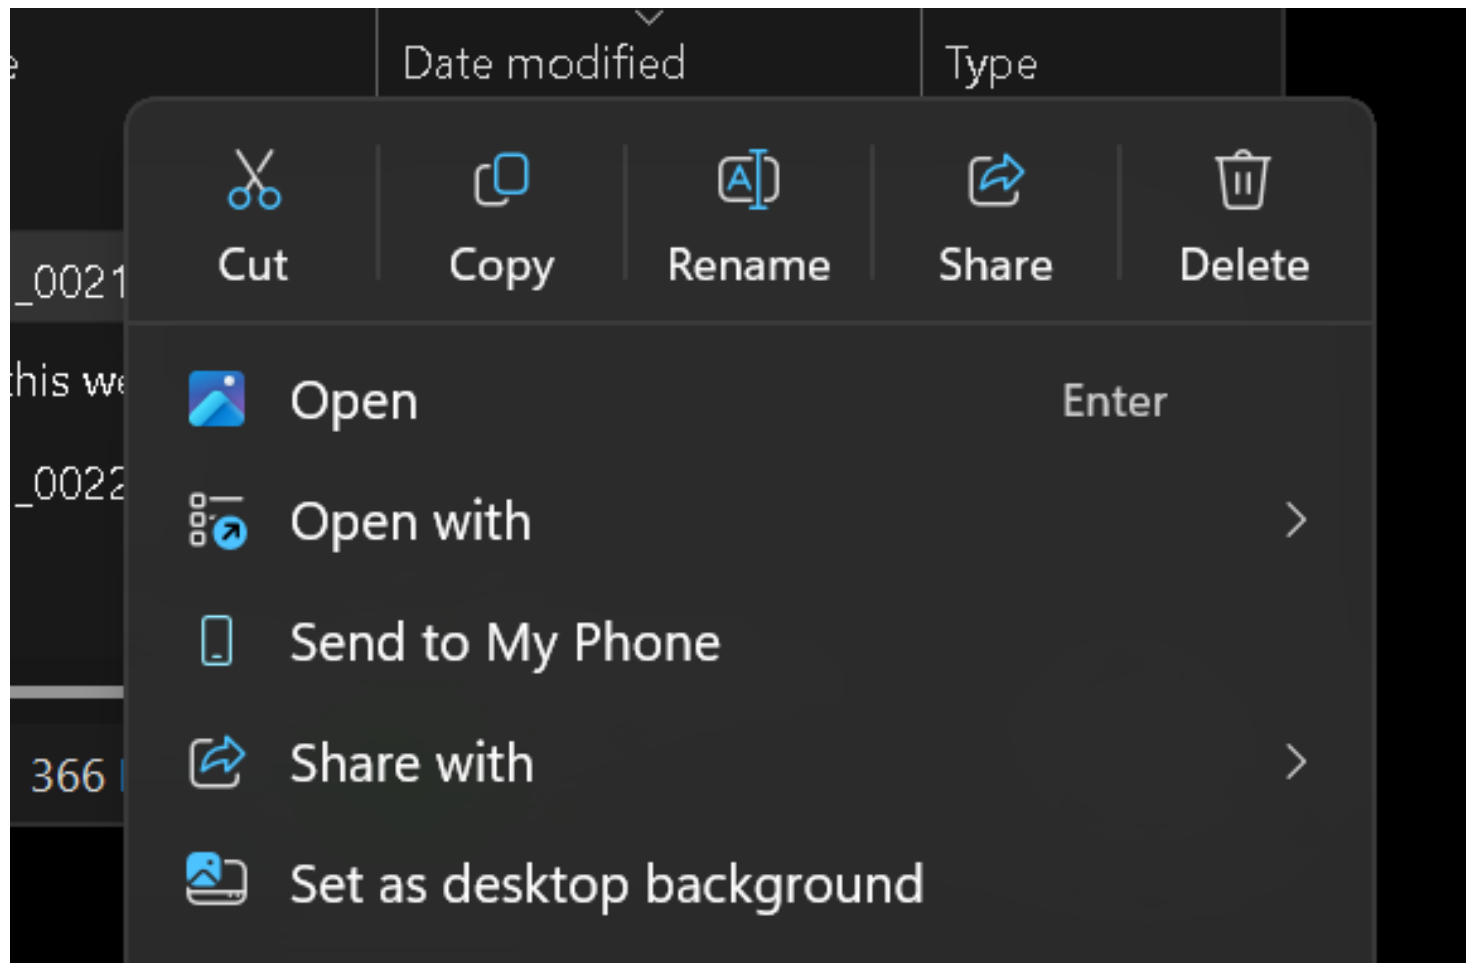 Date modified
Type
Cut
Copy
Rename
Share
Delete
_0021
Open
Enter
this
Open with
_0022
Send to My Phone
Share with
366
Set as desktop background